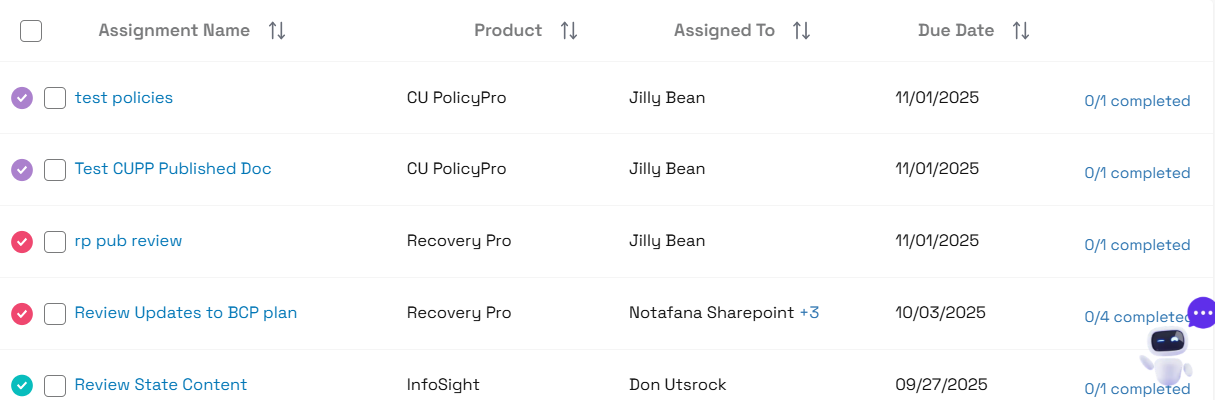 Assignment Name Product Assigned To Due Date
test policies CU PolicyPro Jilly Bean 11/01/2025 0/1 completed
Test CUPP Published Doc CU PolicyPro Jilly Bean 11/01/2025 0/1 completed
rp pub review Recovery Pro Jilly Bean 11/01/2025 0/1 completed
Review Updates to BCP plan Recovery Pro Notafana Sharepoint +3 10/03/2025 0/4 completed
Review State Content InfoSight Don Utsrock 09/27/2025 0/1 completed